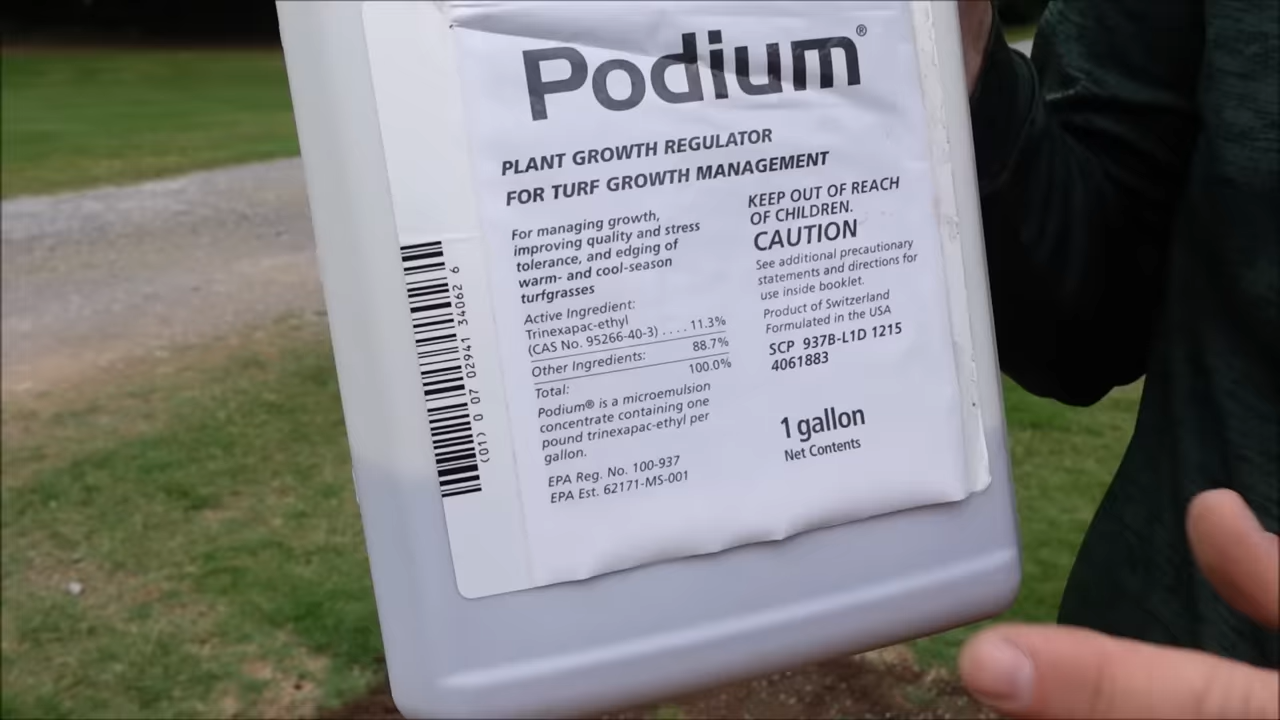 Podium®
PLANT GROWTH REGULATOR
FOR TURF GROWTH MANAGEMENT
For managing growth,
improving quality and stress
tolerance, and edging of
warm- and cool-season
turfgrasses
Active Ingredient:
Trinexapac-ethyl
(CAS No. 95266-40-3) . . . . 11.3%
Other Ingredients: 88.7%
Total: 100.0%
Podium® is a microemulsion
concentrate containing one
pound trinexapac-ethyl per
gallon.
EPA Reg. No. 100-937
EPA Est. 62171-MS-001
KEEP OUT OF REACH
OF CHILDREN.
CAUTION
See additional precautionary
statements and directions for
use inside booklet.
Product of Switzerland
Formulated in the USA
SCP 937B-L1D 1215
4061883
1 gallon
Net Contents
(01) 0 07 02941 34062 6